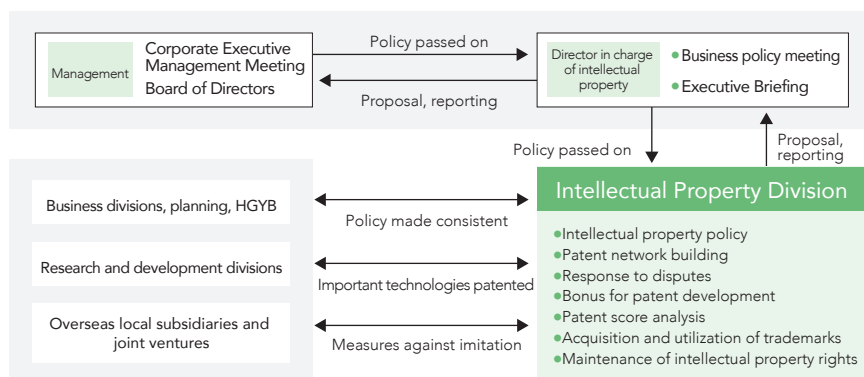 Management
Corporate Executive
Management Meeting
Board of Directors
Policy passed on
Proposal, reporting
Director in charge
of intellectual
property
●Business policy meeting
●Executive Briefing
Policy passed on
Proposal,
reporting
Business divisions, planning, HGYB
Policy made consistent
Research and development divisions
Important technologies patented
Overseas local subsidiaries and
joint ventures
Measures against imitation
Intellectual Property Division
●Intellectual property policy
●Patent network building
●Response to disputes
●Bonus for patent development
●Patent score analysis
●Acquisition and utilization of trademarks
●Maintenance of intellectual property rights